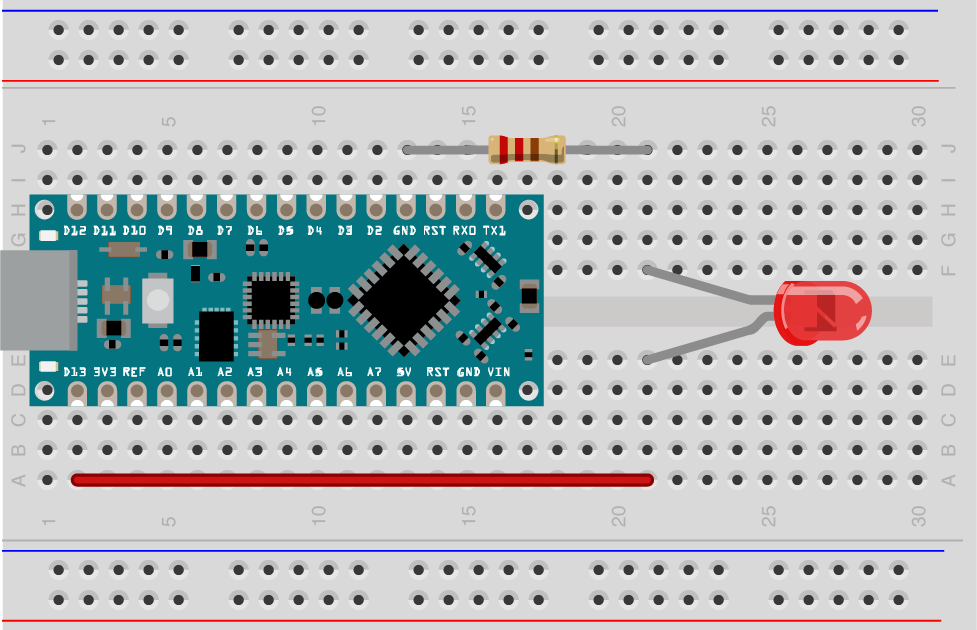 1 5 10 15 20 25 30
J J
I I
H H
D12 D11 D10 D9 D8 D7 D6 D5 D4 D3 D2 GND RST RX0 TX1
G G
F
E E
D13 3V3 REF A0 A1 A2 A3 A4 A5 A6 A7 5V RST GND VIN
D D
C C
B B
A A
1 5 10 15 20 25 30